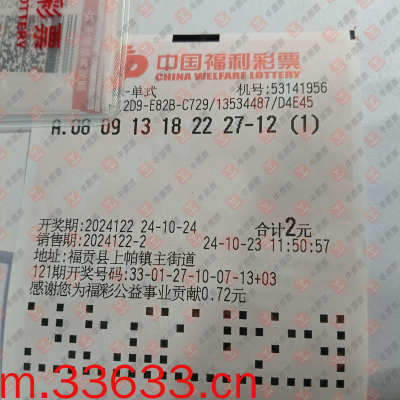 彩票
LOTTERY
中国福利彩票
CHINA WELFARE LOTTERY
-单式 机号:53141956
2D9-E82B-C729/13534487/D4E45
A.08 09 13 18 22 27-12 (1)
开奖期:2024122 24-10-24 合计2元
销售期:2024122-2 24-10-23 11:50:57
地址:福贡县上帕镇主街道
121期开奖号码:33-01-27-10-07-13+03
感谢您为福彩公益事业贡献0.72元
m.33633.cn